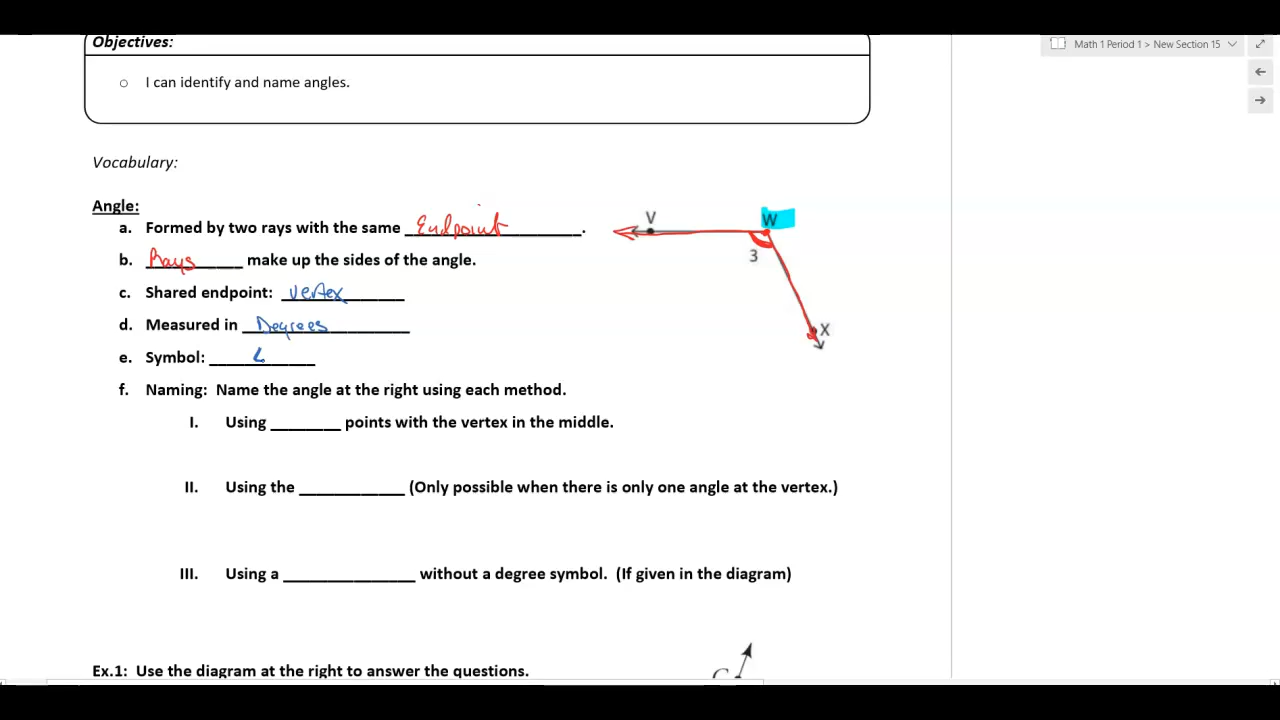 Objectives:
Math 1 Period 1 > New Section 15
o I can identify and name angles.
Vocabulary:
Angle:
a. Formed by two rays with the same Endpoint.
V W
b. Rays make up the sides of the angle.
3
c. Shared endpoint: vertex
d. Measured in Degrees
X
e. Symbol: ∠
f. Naming: Name the angle at the right using each method.
I. Using ________ points with the vertex in the middle.
II. Using the ____________ (Only possible when there is only one angle at the vertex.)
III. Using a _______________ without a degree symbol. (If given in the diagram)
Ex.1: Use the diagram at the right to answer the questions.